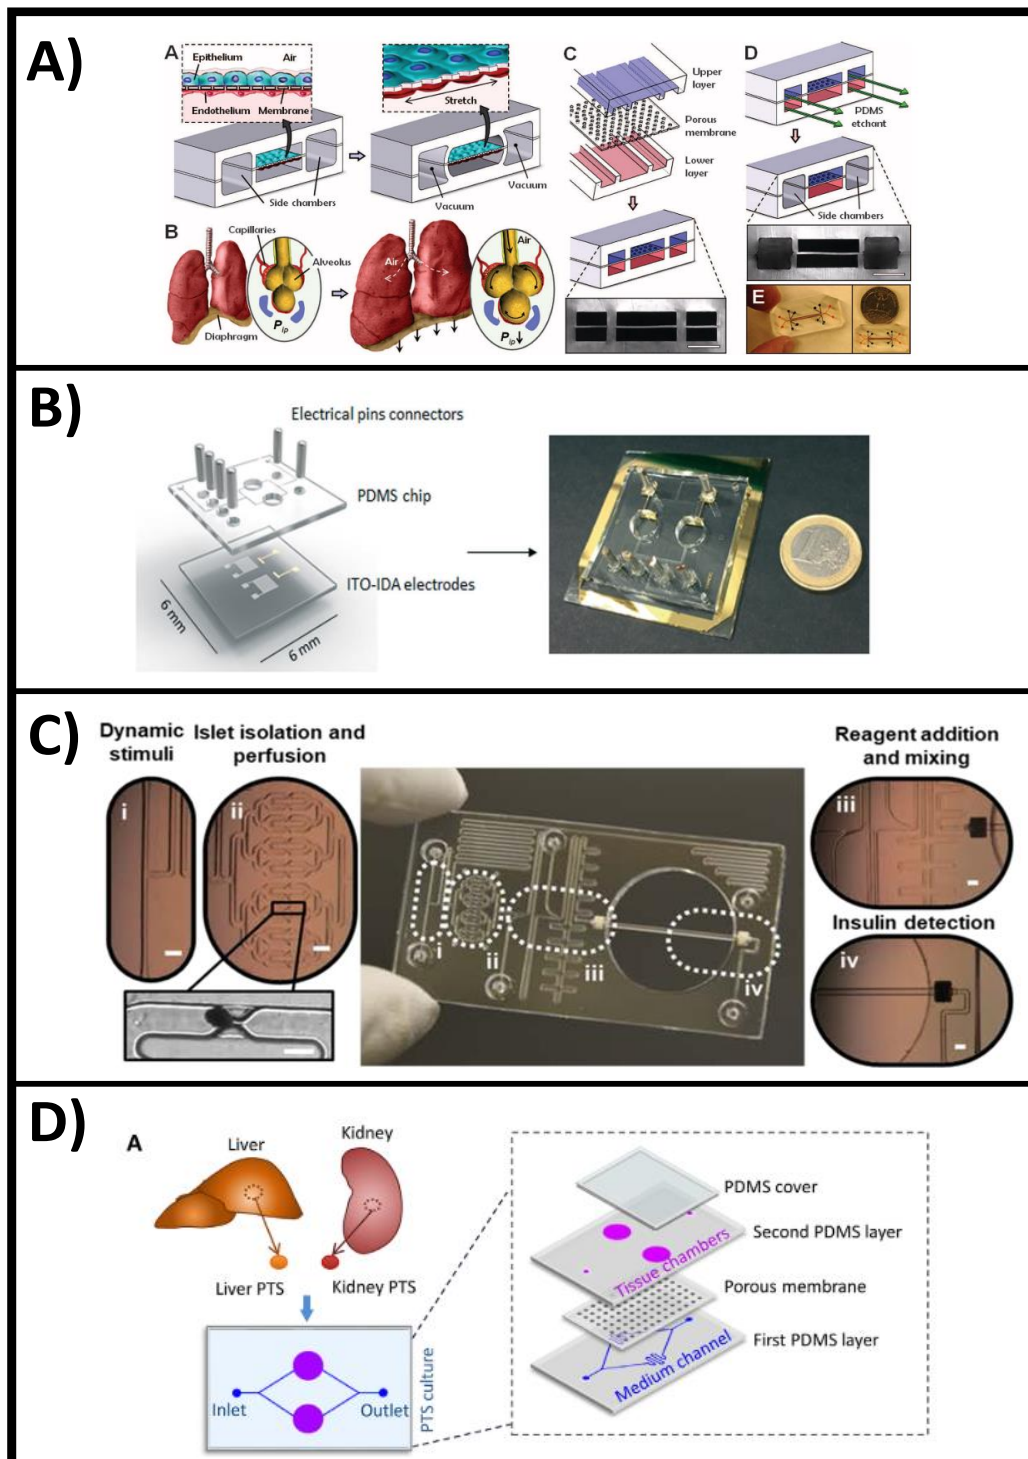 A)
A
Epithelium
Air
Endothelium
Membrane
Side chambers
Stretch
Vacuum
Vacuum
B
Capillaries
Alveolus
Diaphragm
Pip
Air
Air
Pip↓
C
Upper
layer
Porous
membrane
Lower
layer
D
PDMS
etchant
Side chambers
E
B)
Electrical pins connectors
PDMS chip
ITO-IDA electrodes
6 mm
6 mm
C)
Dynamic
stimuli
Islet isolation and
perfusion
i
ii
i
ii
iii
iv
Reagent addition
and mixing
iii
Insulin detection
iv
D)
A
Liver
Kidney
Liver PTS
Kidney PTS
Inlet
Outlet
PTS culture
PDMS cover
Second PDMS layer
Tissue chambers
Porous membrane
First PDMS layer
Medium channel